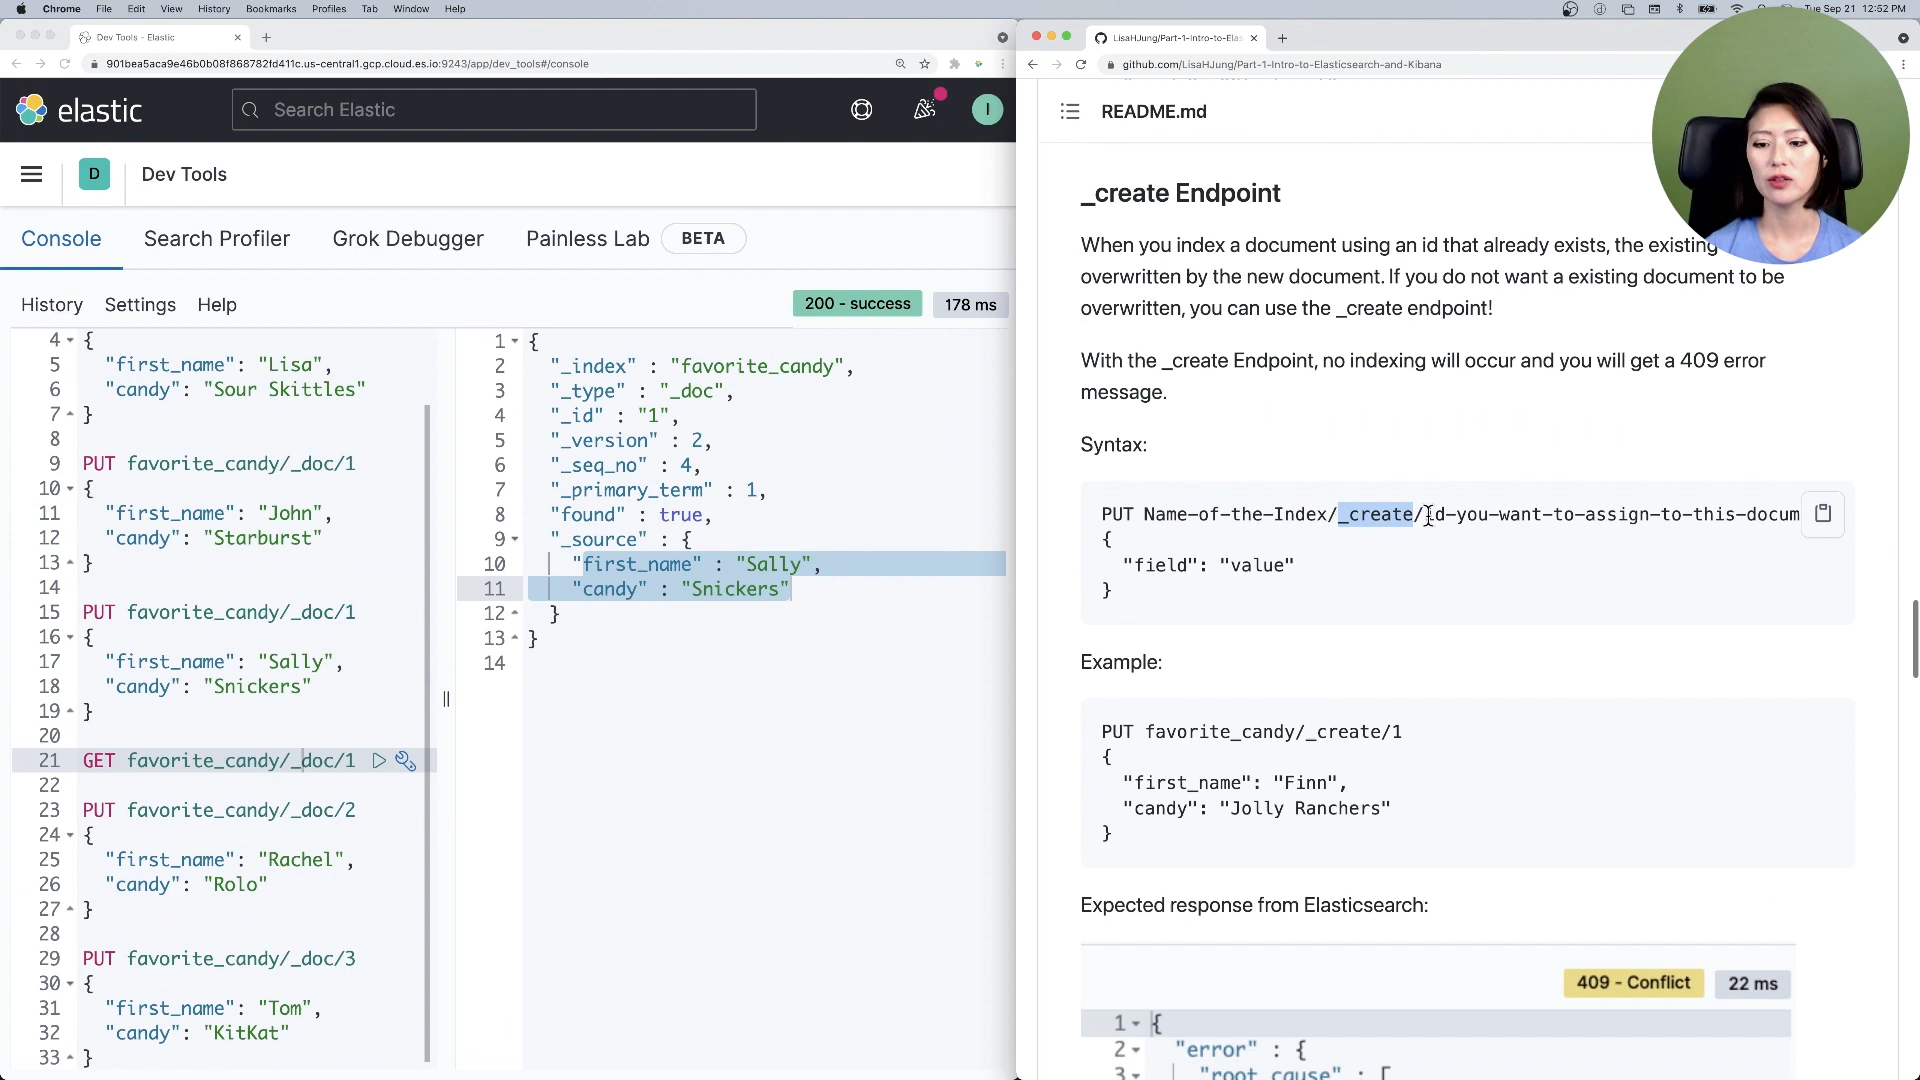 Chrome File Edit View History Bookmarks Profiles Tab Window Help
Tue Sep 21 12:52 PM
Dev Tools - Elastic
901bea5aca9e46b0b08f868782fd411c.us-central1.gcp.cloud.es.io:9243/app/dev_tools#/console
elastic
Search Elastic
I
D
Dev Tools
Console
Search Profiler
Grok Debugger
Painless Lab
BETA
History
Settings
Help
200 - success
178 ms
4 {
5 "first_name": "Lisa",
6 "candy": "Sour Skittles"
7 }
8
9 PUT favorite_candy/_doc/1
10 {
11 "first_name": "John",
12 "candy": "Starburst"
13 }
14
15 PUT favorite_candy/_doc/1
16 {
17 "first_name": "Sally",
18 "candy": "Snickers"
19 }
20
21 GET favorite_candy/_doc/1
22
23 PUT favorite_candy/_doc/2
24 {
25 "first_name": "Rachel",
26 "candy": "Rolo"
27 }
28
29 PUT favorite_candy/_doc/3
30 {
31 "first_name": "Tom",
32 "candy": "KitKat"
33 }
1 {
2 "_index" : "favorite_candy",
3 "_type" : "_doc",
4 "_id" : "1",
5 "_version" : 2,
6 "_seq_no" : 4,
7 "_primary_term" : 1,
8 "found" : true,
9 "_source" : {
10 "first_name" : "Sally",
11 "candy" : "Snickers"
12 }
13 }
14
LisaHJung/Part-1-Intro-to-Elas
github.com/LisaHJung/Part-1-Intro-to-Elasticsearch-and-Kibana
README.md
_create Endpoint
When you index a document using an id that already exists, the existing
overwritten by the new document. If you do not want a existing document to be
overwritten, you can use the _create endpoint!
With the _create Endpoint, no indexing will occur and you will get a 409 error
message.
Syntax:
PUT Name-of-the-Index/_create/id-you-want-to-assign-to-this-docum
{
"field": "value"
}
Example:
PUT favorite_candy/_create/1
{
"first_name": "Finn",
"candy": "Jolly Ranchers"
}
Expected response from Elasticsearch:
409 - Conflict
22 ms
1 {
2 "error" : {
3 "root_cause" : [